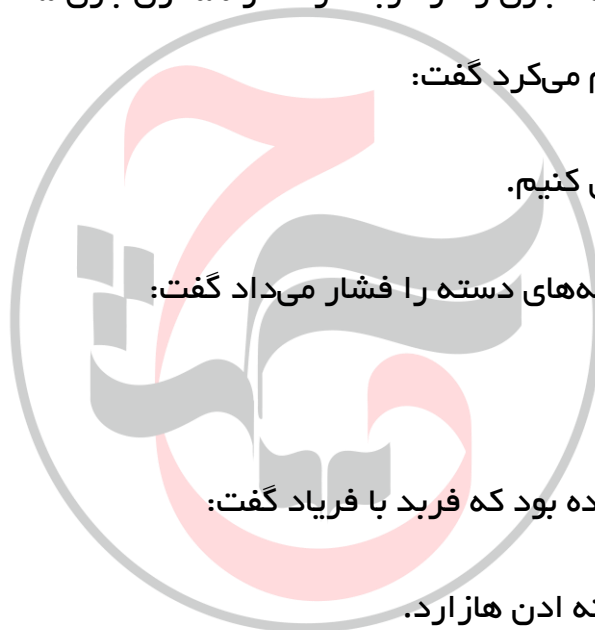 م می‌کرد گفت:
کنیم.
ه‌های دسته را فشار می‌داد گفت:
ده بود که فربد با فریاد گفت:
ه ادن هازارد.